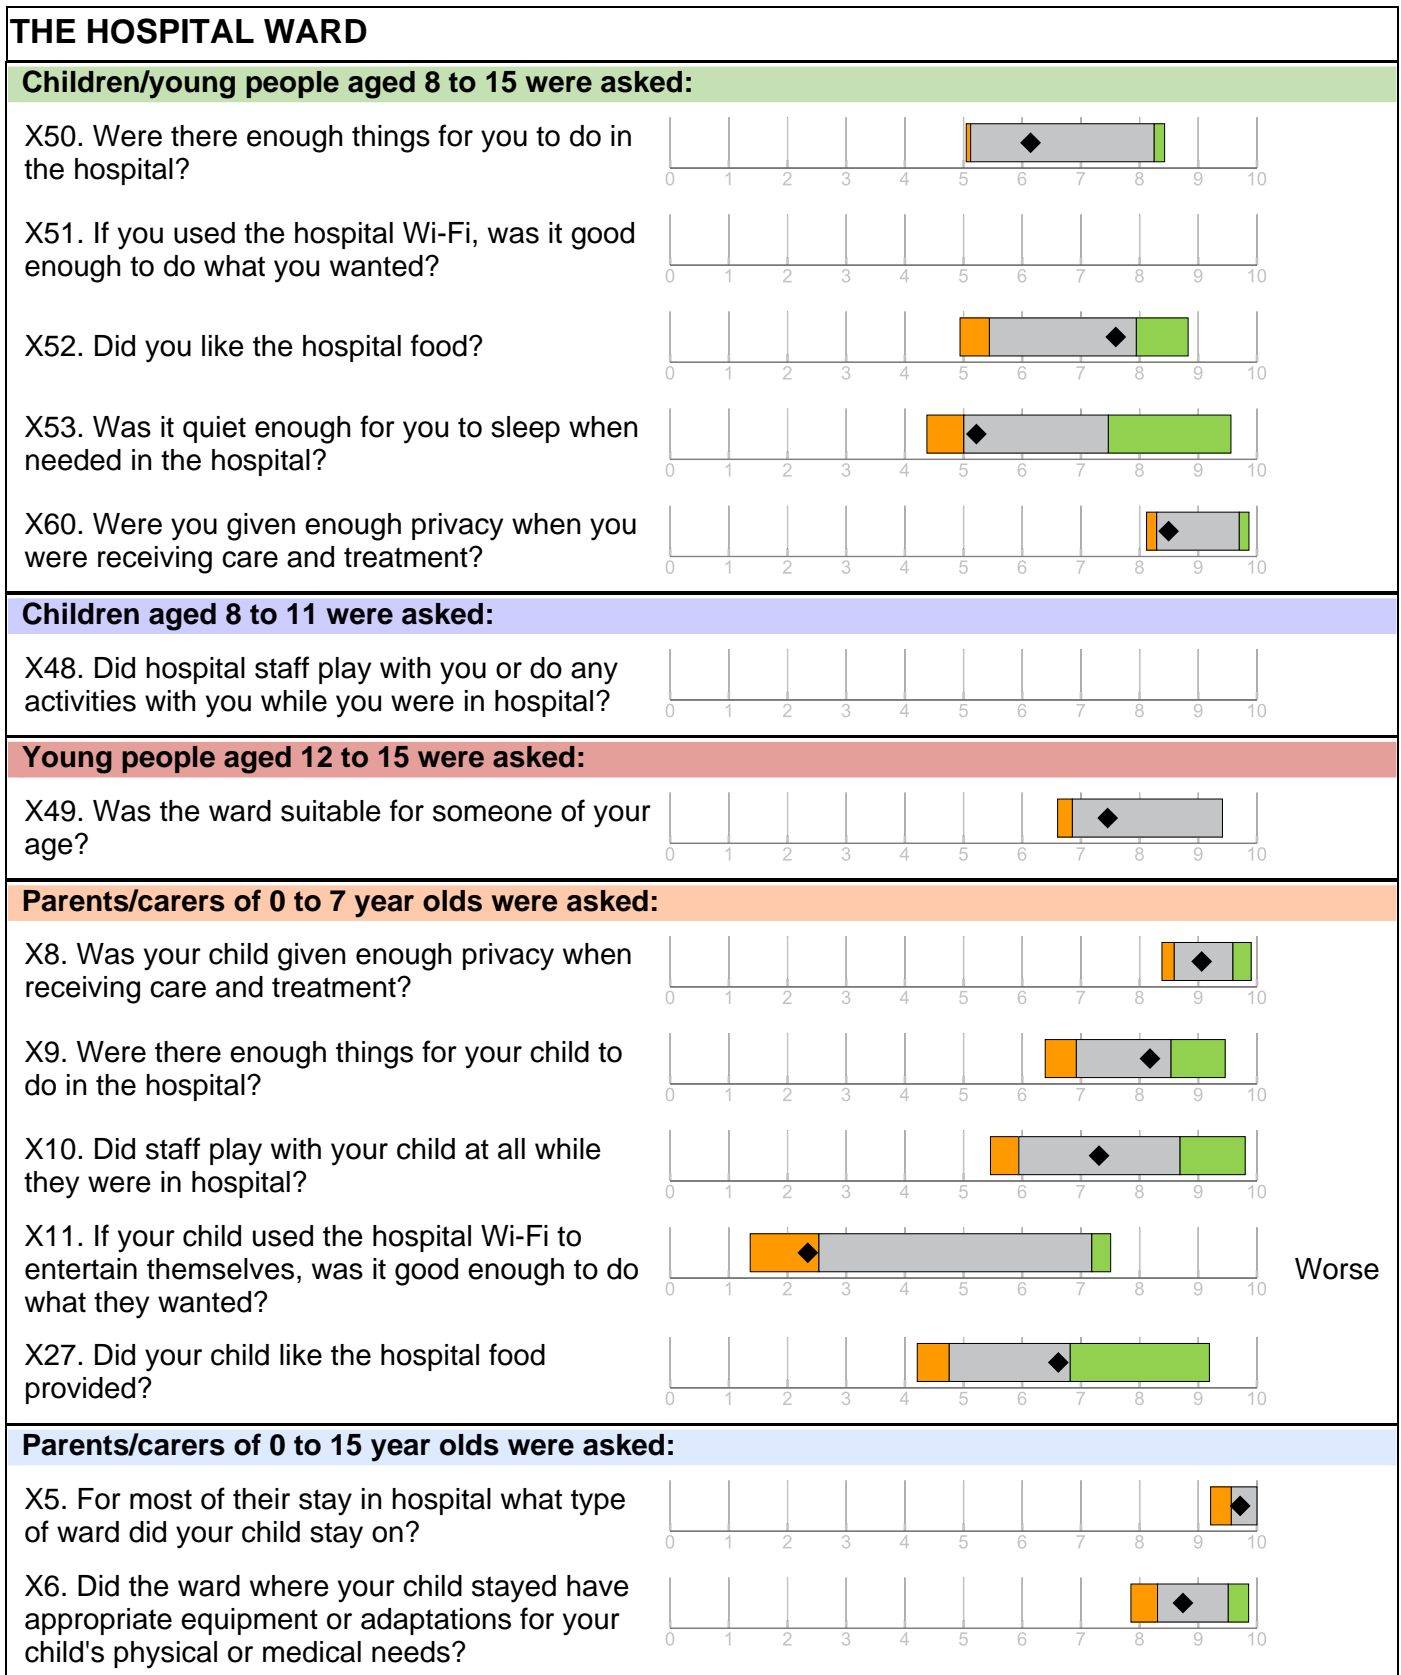 THE HOSPITAL WARD
Children/young people aged 8 to 15 were asked:
X50. Were there enough things for you to do in
the hospital?
0 1 2 3 4 5 6 7 8 9 10
X51. If you used the hospital Wi-Fi, was it good
enough to do what you wanted?
0 1 2 3 4 5 6 7 8 9 10
X52. Did you like the hospital food?
0 1 2 3 4 5 6 7 8 9 10
X53. Was it quiet enough for you to sleep when
needed in the hospital?
0 1 2 3 4 5 6 7 8 9 10
X60. Were you given enough privacy when you
were receiving care and treatment?
0 1 2 3 4 5 6 7 8 9 10
Children aged 8 to 11 were asked:
X48. Did hospital staff play with you or do any
activities with you while you were in hospital?
0 1 2 3 4 5 6 7 8 9 10
Young people aged 12 to 15 were asked:
X49. Was the ward suitable for someone of your
age?
0 1 2 3 4 5 6 7 8 9 10
Parents/carers of 0 to 7 year olds were asked:
X8. Was your child given enough privacy when
receiving care and treatment?
0 1 2 3 4 5 6 7 8 9 10
X9. Were there enough things for your child to
do in the hospital?
0 1 2 3 4 5 6 7 8 9 10
X10. Did staff play with your child at all while
they were in hospital?
0 1 2 3 4 5 6 7 8 9 10
X11. If your child used the hospital Wi-Fi to
entertain themselves, was it good enough to do
what they wanted?
0 1 2 3 4 5 6 7 8 9 10
Worse
X27. Did your child like the hospital food
provided?
0 1 2 3 4 5 6 7 8 9 10
Parents/carers of 0 to 15 year olds were asked:
X5. For most of their stay in hospital what type
of ward did your child stay on?
0 1 2 3 4 5 6 7 8 9 10
X6. Did the ward where your child stayed have
appropriate equipment or adaptations for your
child's physical or medical needs?
0 1 2 3 4 5 6 7 8 9 10